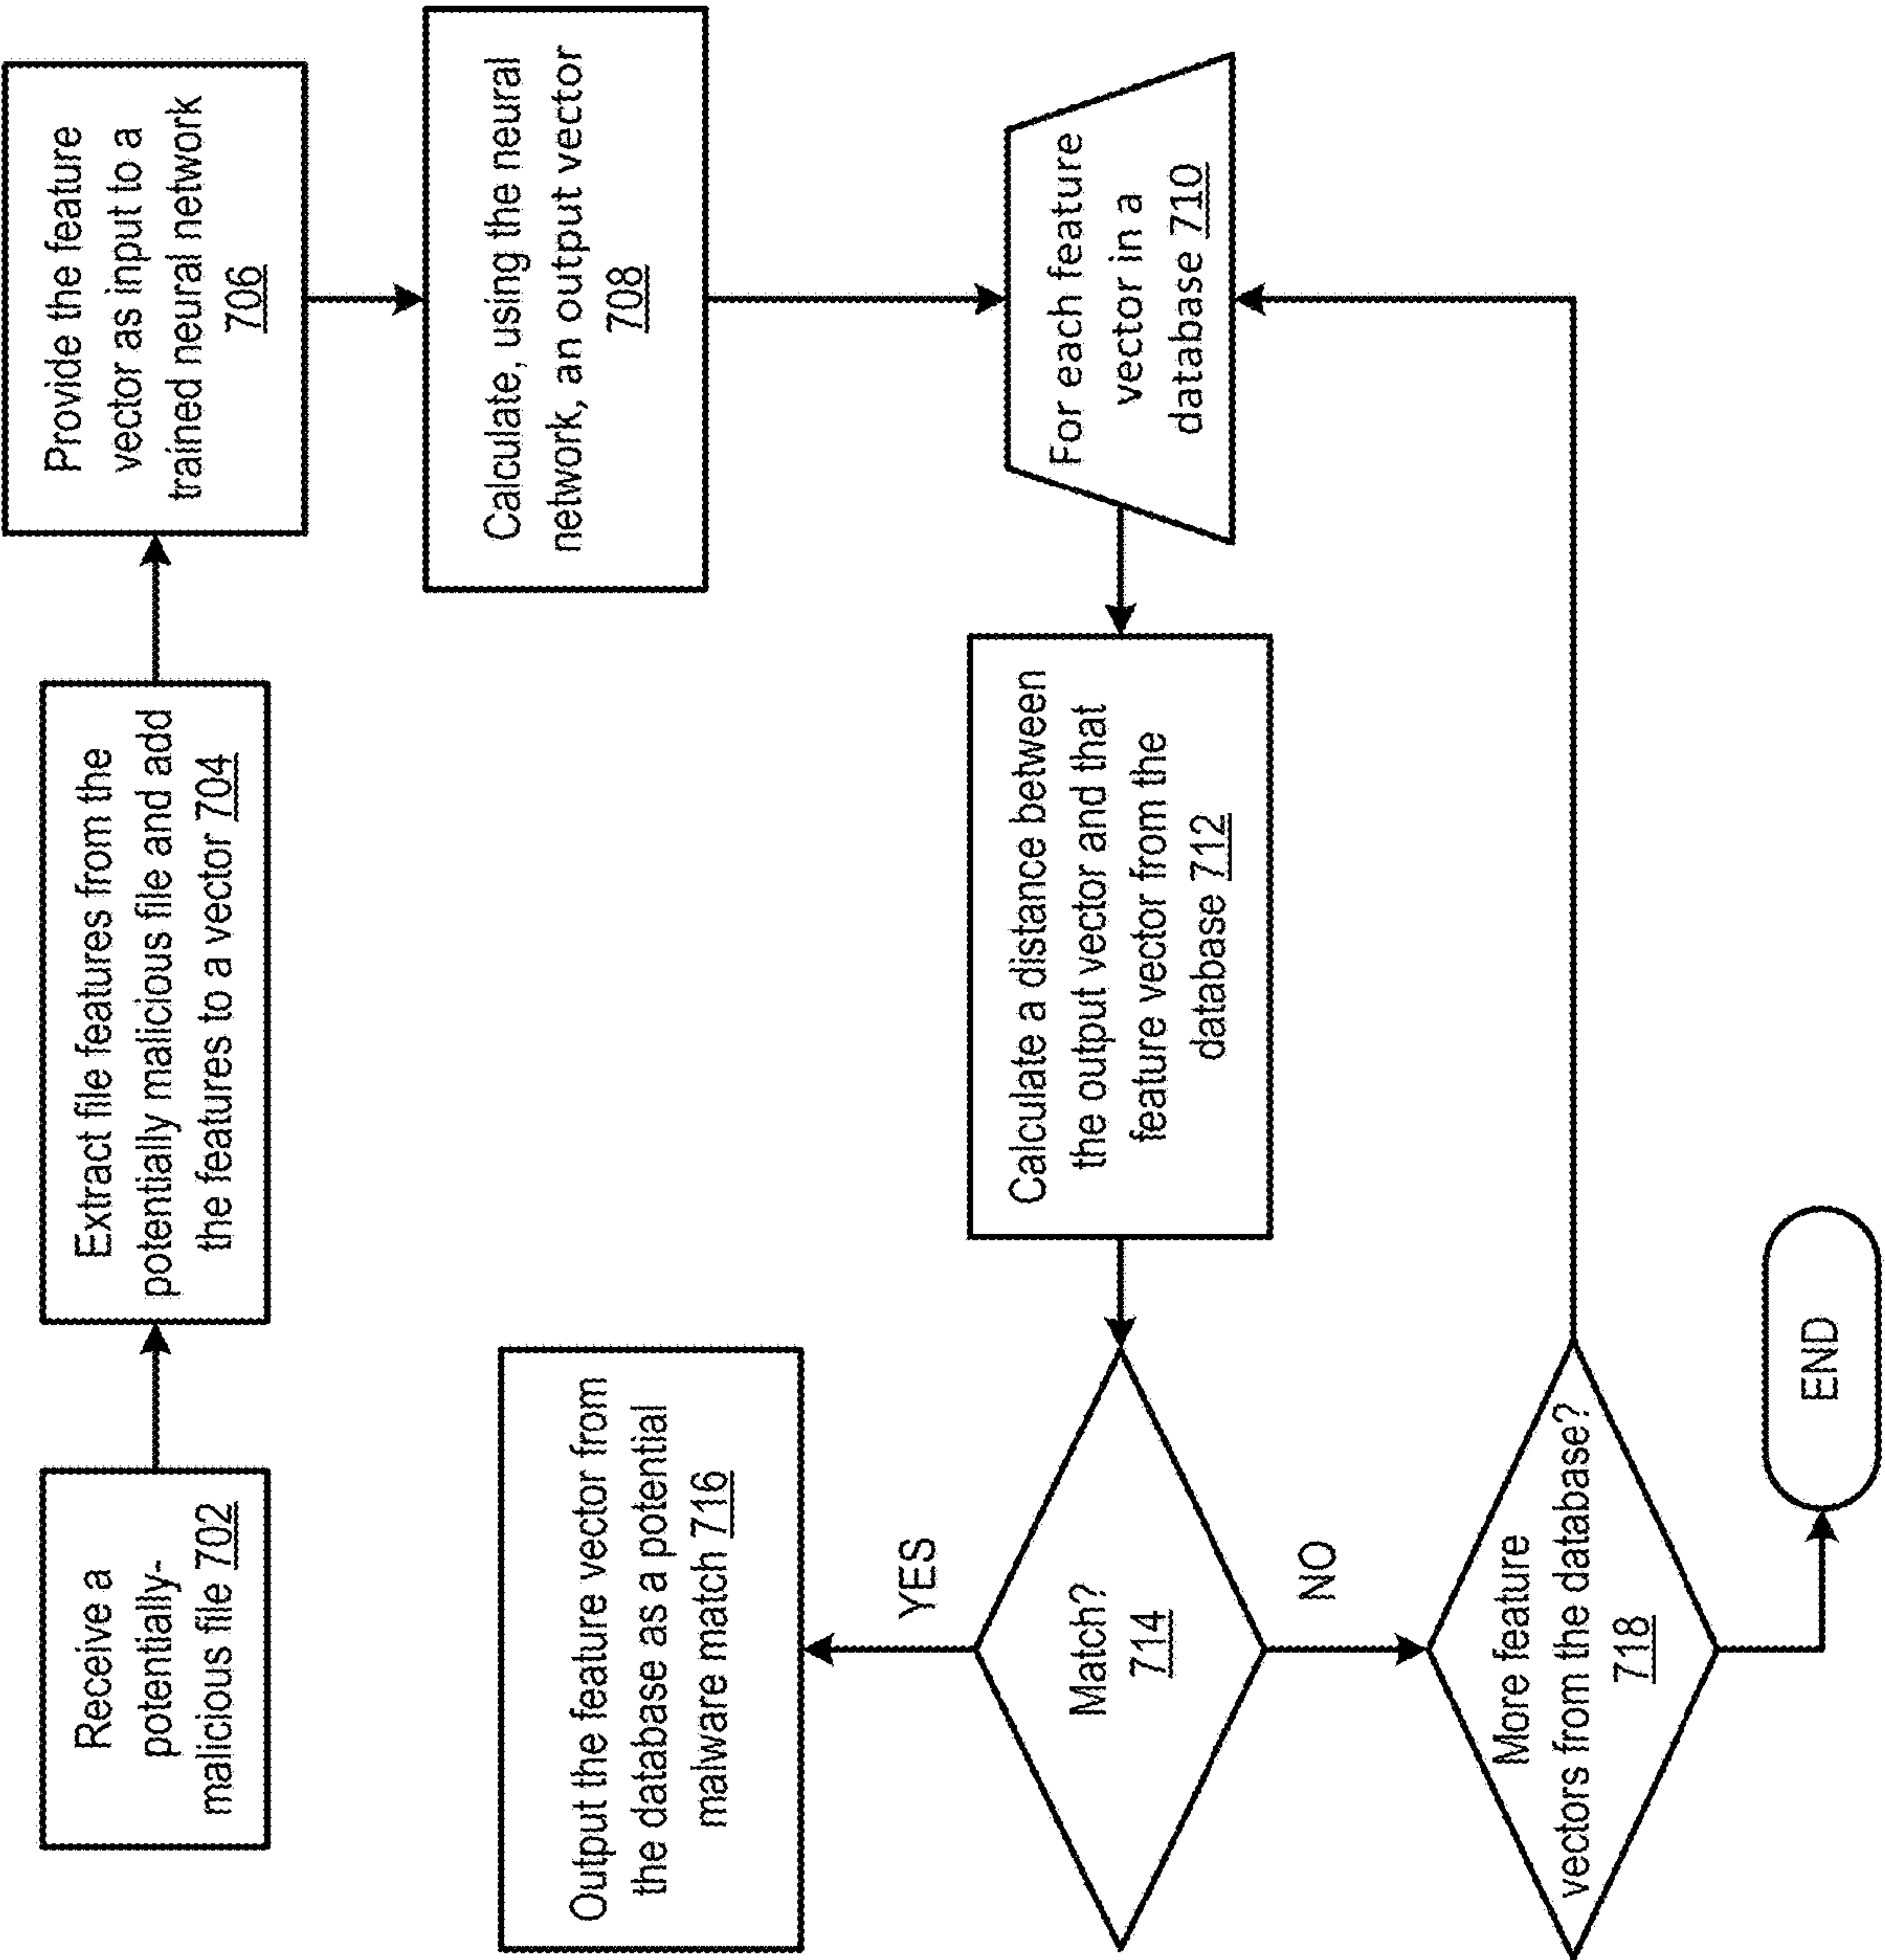 Receive a
potentially-
malicious file 702
Extract file features from the
potentially malicious file and add
the features to a vector 704
Provide the feature
vector as input to a
trained neural network
706
Calculate, using the neural
network, an output vector
708
For each feature
vector in a
database 710
Calculate a distance between
the output vector and that
feature vector from the
database 712
Match?
714
YES
Output the feature vector from
the database as a potential
malware match 716
NO
More feature
vectors from the database?
718
END